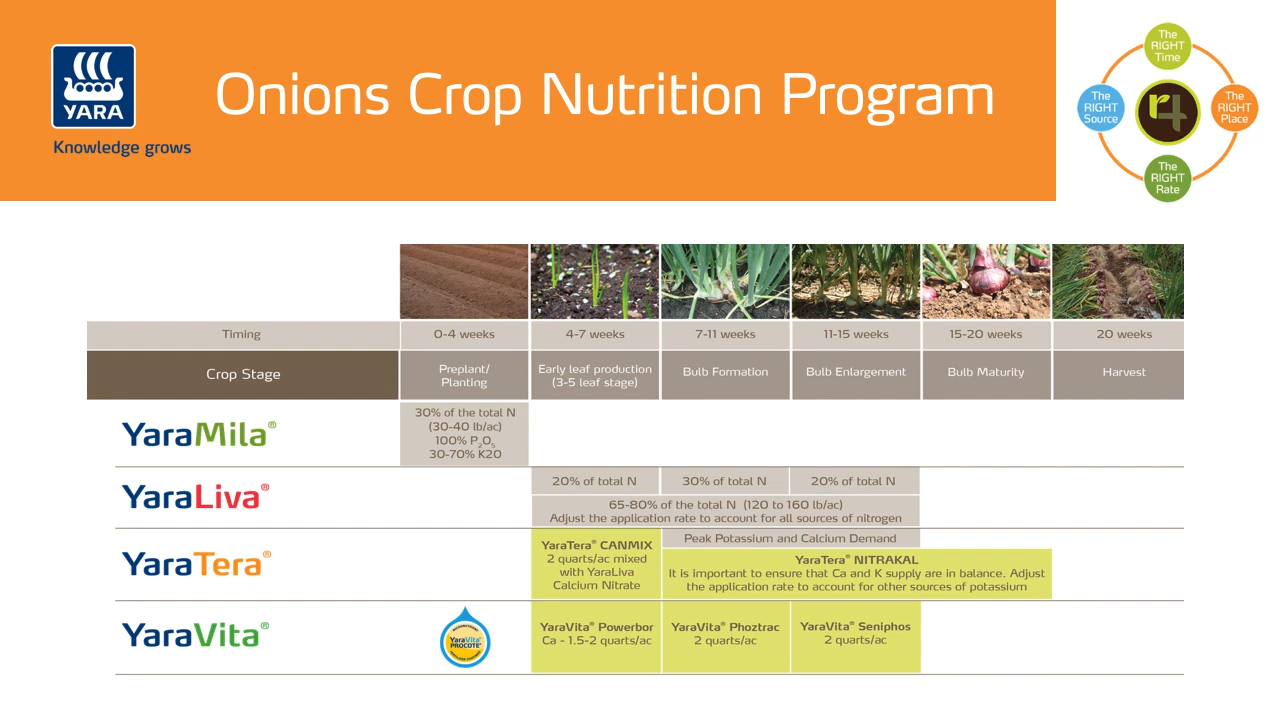 YARA
Knowledge grows
Onions Crop Nutrition Program
The
RIGHT
Time
The
RIGHT
Source
r4
The
RIGHT
Place
The
RIGHT
Rate
Timing
0-4 weeks
4-7 weeks
7-11 weeks
11-15 weeks
15-20 weeks
20 weeks
Crop Stage
Preplant/
Planting
Early leaf production
(3-5 leaf stage)
Bulb Formation
Bulb Enlargement
Bulb Maturity
Harvest
YaraMila®
30% of the total N
(30-40 lb/ac)
100% P₂O₅
30-70% K20
YaraLiva®
20% of total N
30% of total N
20% of total N
65-80% of the total N (120 to 160 lb/ac)
Adjust the application rate to account for all sources of nitrogen
YaraTera®
YaraTera® CANMIX
2 quarts/ac mixed
with YaraLiva
Calcium Nitrate
Peak Potassium and Calcium Demand
YaraTera® NITRAKAL
It is important to ensure that Ca and K supply are in balance. Adjust
the application rate to account for other sources of potassium
YaraVita®
YaraVita®
PROCOTE®
YaraVita® Powerbor
Ca - 1.5-2 quarts/ac
YaraVita® Phoztrac
2 quarts/ac
YaraVita® Seniphos
2 quarts/ac